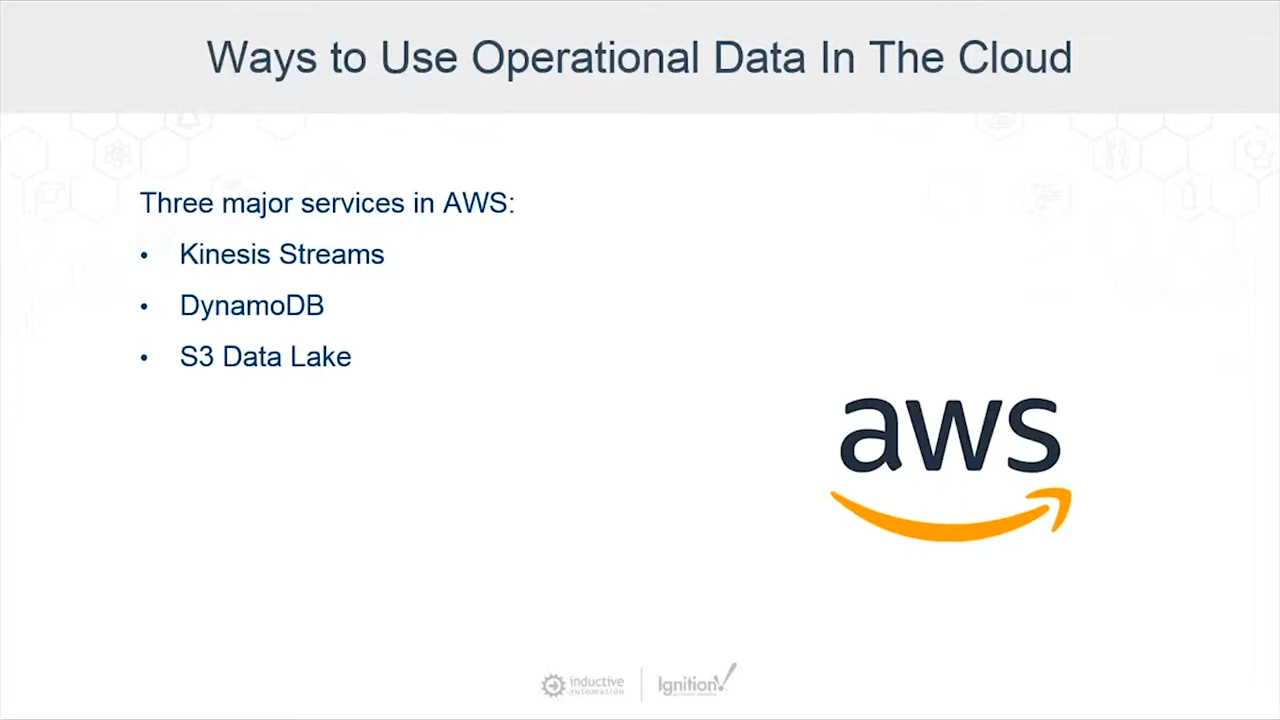 Ways to Use Operational Data In The Cloud
Three major services in AWS:
• Kinesis Streams
• DynamoDB
• S3 Data Lake
aws
inductive
automation
Ignition!